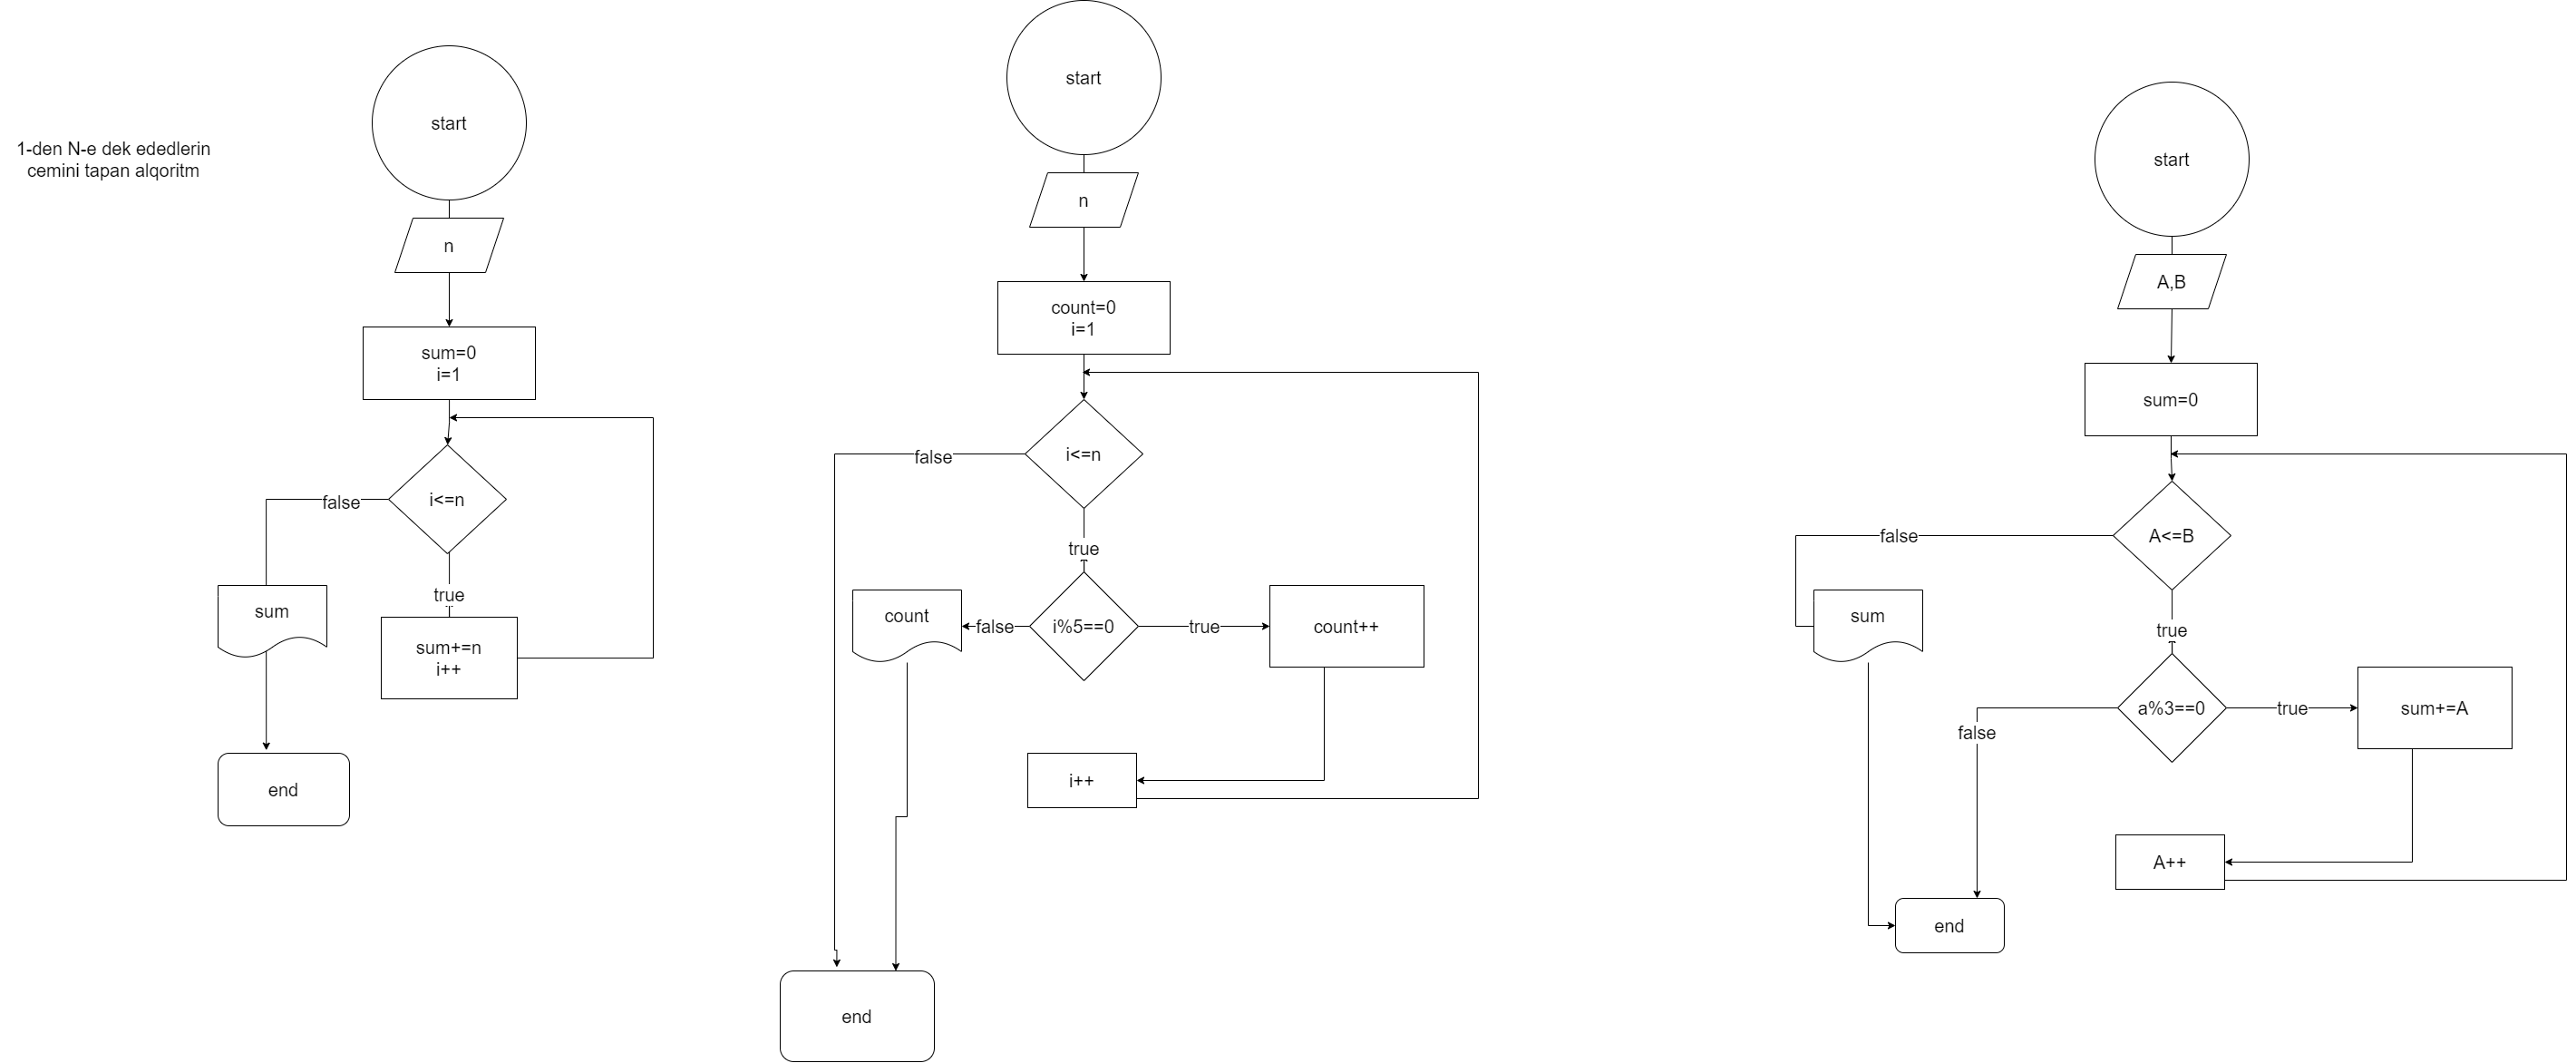 1-den N-e dek ededlerin
cemini tapan alqoritm
start
n
sum=0
i=1
i<=n
false
true
sum
sum+=n
i++
end
start
n
count=0
i=1
i<=n
false
true
count
false
i%5==0
true
count++
i++
end
start
A,B
sum=0
A<=B
false
true
sum
a%3==0
true
sum+=A
false
A++
end